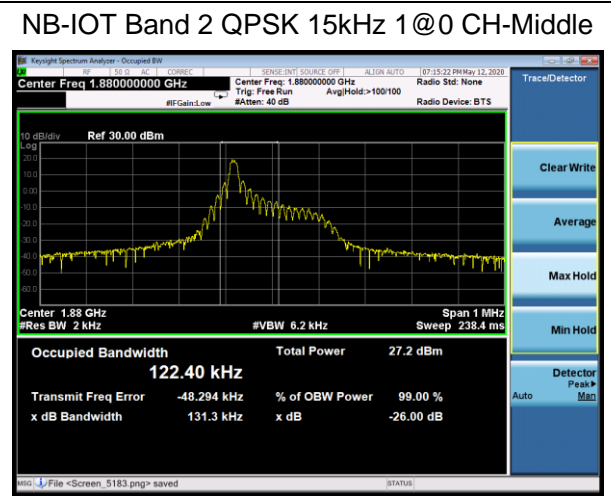 NB-IOT Band 2 QPSK 15kHz 1@0 CH-Middle
Keysight Spectrum Analyzer - Occupied BW
RF 50 Ω AC CORREC SENSE:INT SOURCE OFF ALIGN AUTO 07:15:22 PM May 12, 2020
Center Freq 1.880000000 GHz
Center Freq: 1.880000000 GHz
Radio Std: None
Trig: Free Run Avg|Hold:>100/100
#IFGain:Low #Atten: 40 dB Radio Device: BTS
Trace/Detector
10 dB/div Ref 30.00 dBm
Log
20.0
10.0
0.00
-10.0
-20.0
-30.0
-40.0
-50.0
-60.0
Center 1.88 GHz Span 1 MHz
#Res BW 2 kHz #VBW 6.2 kHz Sweep 238.4 ms
Occupied Bandwidth Total Power 27.2 dBm
122.40 kHz
Transmit Freq Error -48.294 kHz % of OBW Power 99.00 %
x dB Bandwidth 131.3 kHz x dB -26.00 dB
Clear Write
Average
Max Hold
Min Hold
Detector
Peak▶
Auto Man
MSG File <Screen_5183.png> saved STATUS